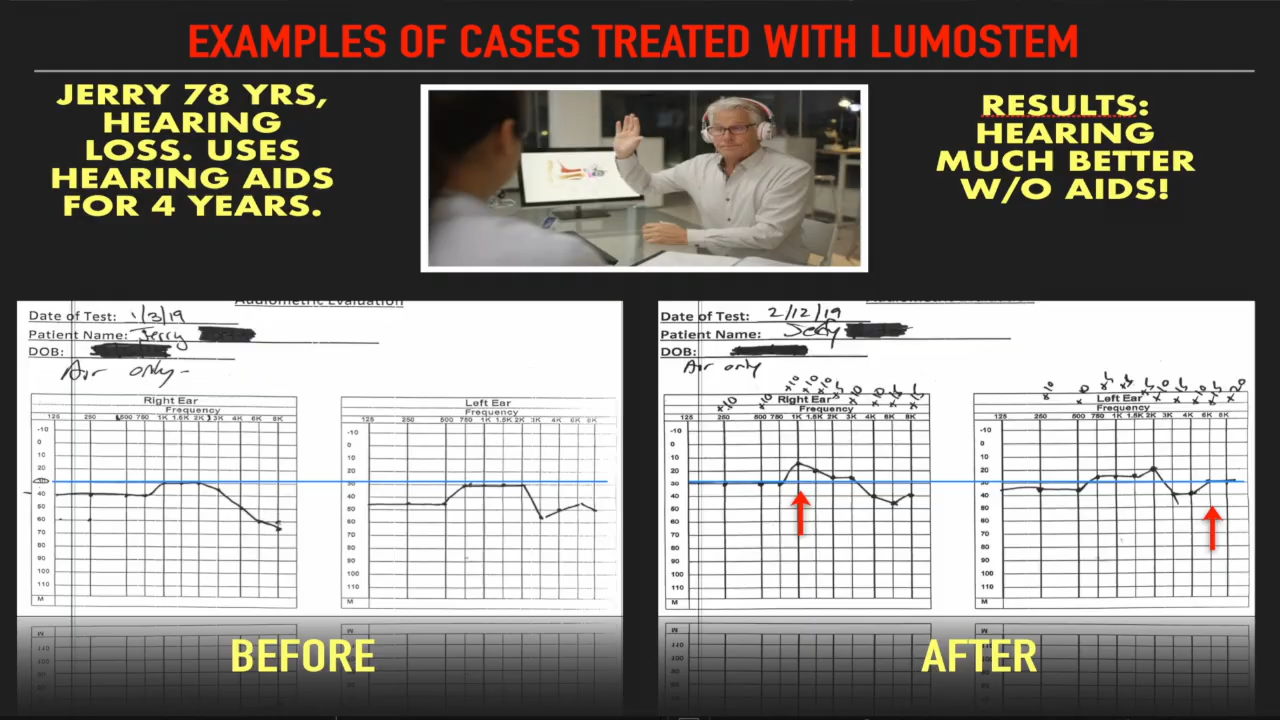 EXAMPLES OF CASES TREATED WITH LUMOSTEM
JERRY 78 YRS,
HEARING
LOSS. USES
HEARING AIDS
FOR 4 YEARS.
RESULTS:
HEARING
MUCH BETTER
W/O AIDS!
Audiometric Evaluation
Date of Test: 1/3/19
Patient Name: Jerry
DOB:
Air only-
Right Ear
Frequency
125 250 500 750 1K 1.5K 2K 3K 4K 6K 8K
-10
0
10
20
30
40
50
60
70
80
90
100
110
M
Left Ear
Frequency
125 250 500 750 1K 1.5K 2K 3K 4K 6K 8K
-10
0
10
20
30
40
50
60
70
80
90
100
110
M
Date of Test: 2/12/19
Patient Name: Jerry
DOB:
Air only
Right Ear
Frequency
125 250 500 750 1K 1.5K 2K 3K 4K 6K 8K
-10
0
10
20
30
40
50
60
70
80
90
100
110
M
Left Ear
Frequency
125 250 500 750 1K 1.5K 2K 3K 4K 6K 8K
-10
0
10
20
30
40
50
60
70
80
90
100
110
M
BEFORE
AFTER